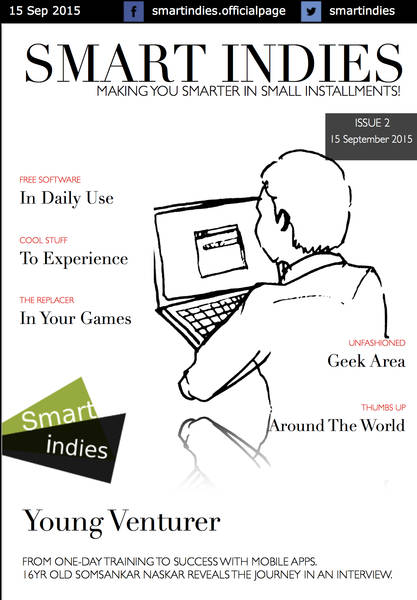 15 Sep 2015
smartindies.officialpage
smartindies
SMART INDIES
MAKING YOU SMARTER IN SMALL INSTALLMENTS!
ISSUE 2
15 September 2015
FREE SOFTWARE
In Daily Use
COOL STUFF
To Experience
THE REPLACER
In Your Games
UNFASHIONED
Geek Area
THUMBS UP
Around The World
Smart
indies
Young Venturer
FROM ONE-DAY TRAINING TO SUCCESS WITH MOBILE APPS.
16YR OLD SOMSANKAR NASKAR REVEALS THE JOURNEY IN AN INTERVIEW.